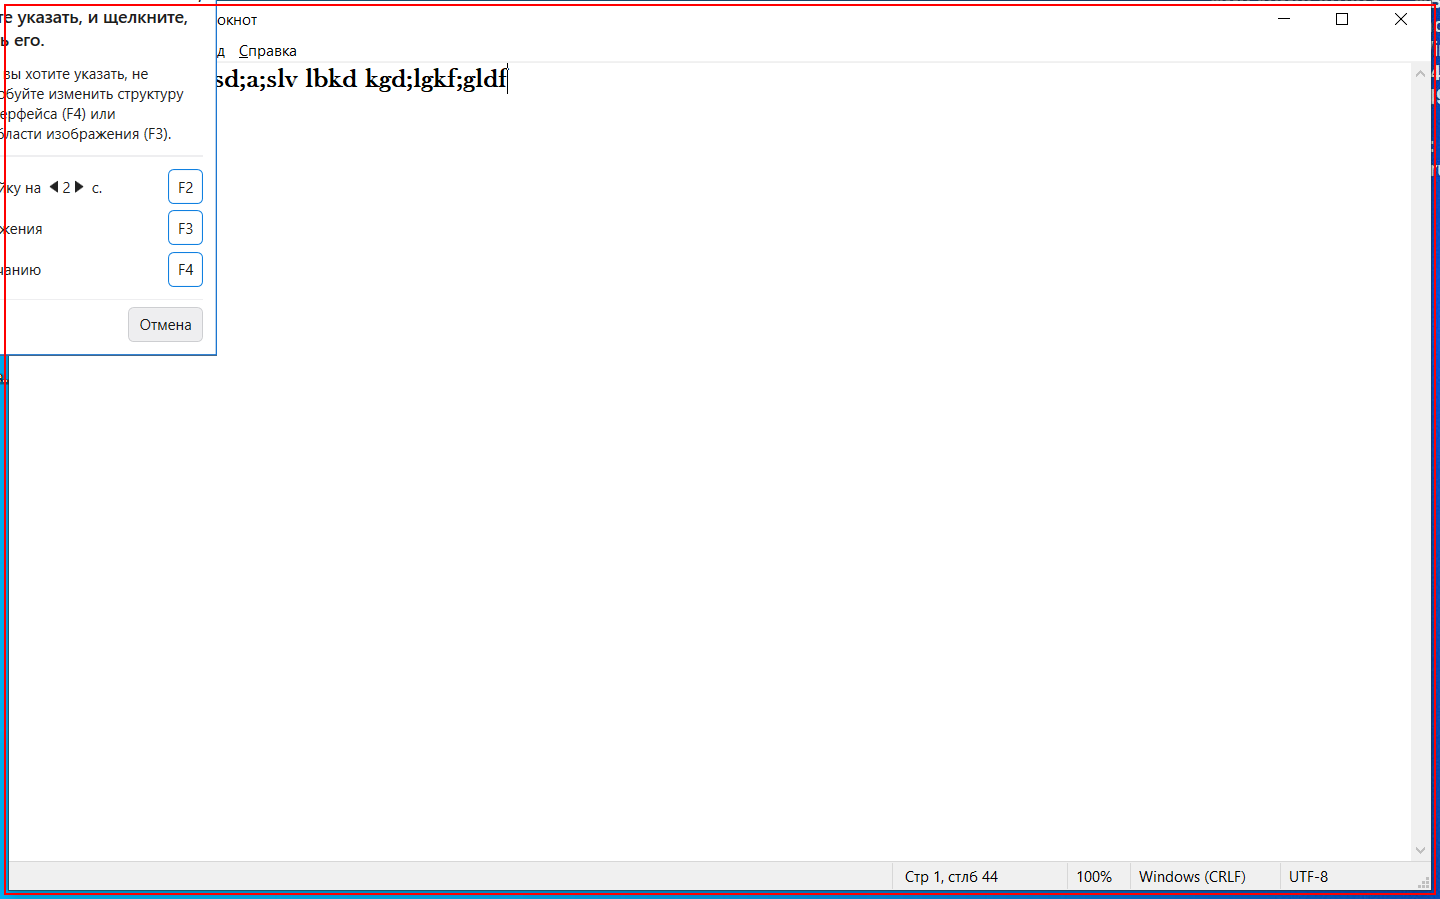 те указать, и щелкните,
ь его.
вы хотите указать, не
обуйте изменить структуру
ерфейса (F4) или
бласти изображения (F3).
йку на 2 с.
F2
жения
F3
чанию
F4
Отмена
окнот
д Справка
sd;a;slv lbkd kgd;lgkf;gldf
Стр 1, стлб 44
100%
Windows (CRLF)
UTF-8